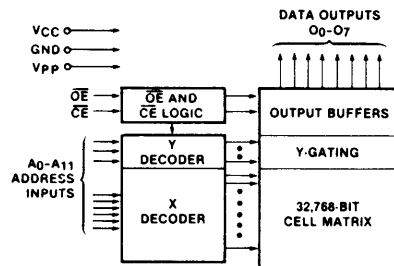 VCC
GND
Vpp
DATA OUTPUTS
O0-O7
OE
CE
OE AND
CE LOGIC
OUTPUT BUFFERS
A0-A11
ADDRESS
INPUTS
Y
DECODER
Y-GATING
X
DECODER
32,768-BIT
CELL MATRIX